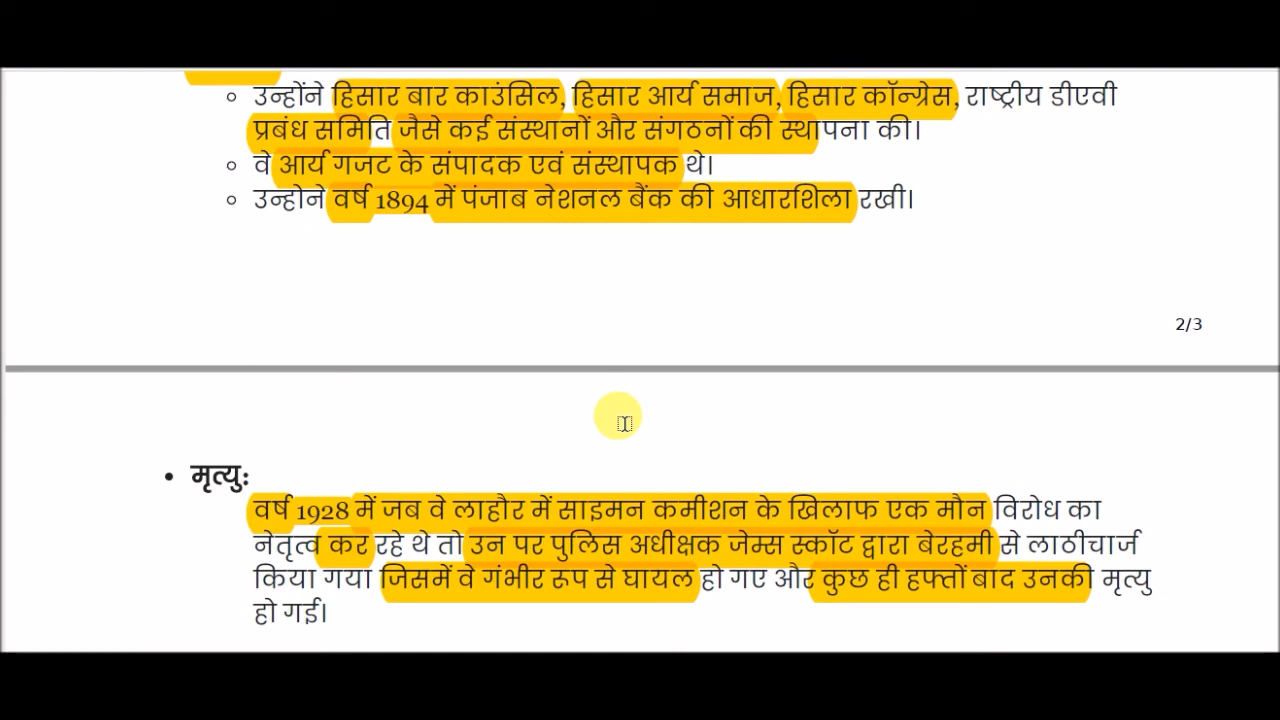 उन्होंने हिसार बार काउंसिल, हिसार आर्य समाज, हिसार कॉन्ग्रेस, राष्ट्रीय डीएवी
प्रबंध समिति जैसे कई संस्थानों और संगठनों की स्थापना की।
वे आर्य गजट के संपादक एवं संस्थापक थे।
उन्होने वर्ष 1894 में पंजाब नेशनल बैंक की आधारशिला रखी।
2/3
मृत्यु:
वर्ष 1928 में जब वे लाहौर में साइमन कमीशन के खिलाफ एक मौन विरोध का
नेतृत्व कर रहे थे तो उन पर पुलिस अधीक्षक जेम्स स्कॉट द्वारा बेरहमी से लाठीचार्ज
किया गया जिसमें वे गंभीर रूप से घायल हो गए और कुछ ही हफ्तों बाद उनकी मृत्यु
हो गई।